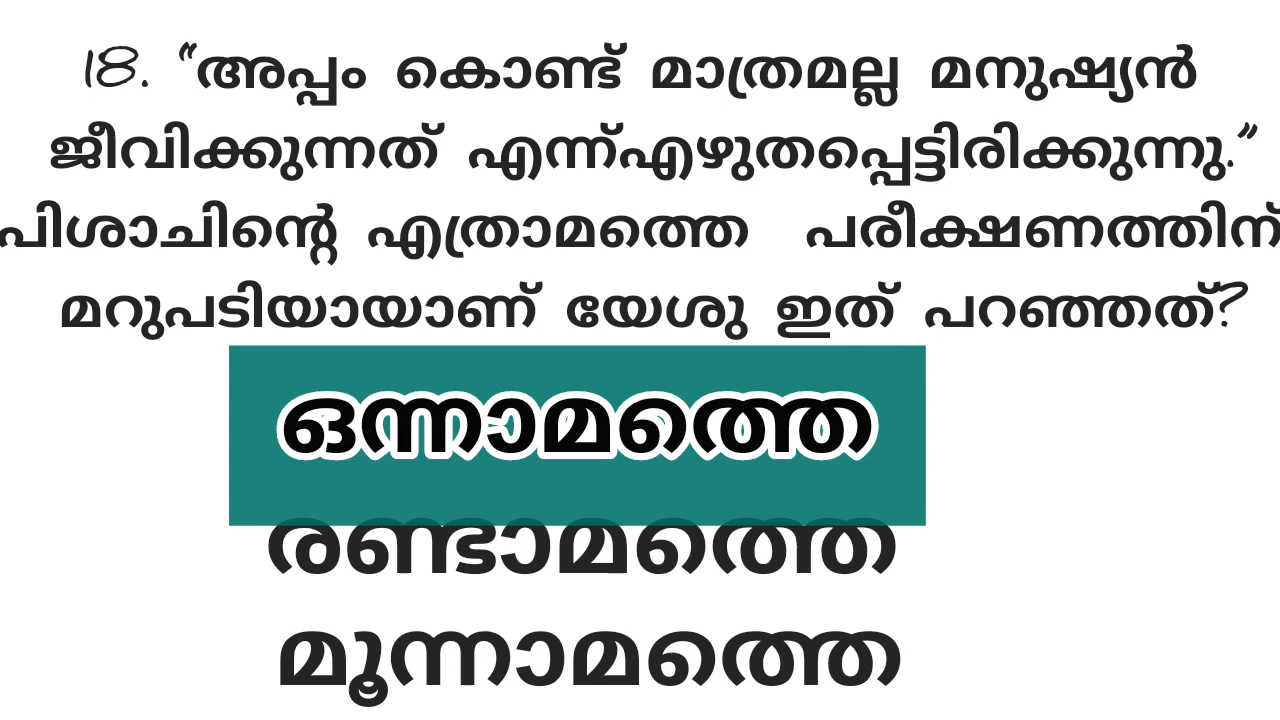 18. "അപ്പം കൊണ്ട് മാത്രമല്ല മനുഷ്യൻ
ജീവിക്കുന്നത് എന്ന്എഴുതപ്പെട്ടിരിക്കുന്നു."
പിശാചിന്റെ എത്രാമത്തെ പരീക്ഷണത്തിന്
മറുപടിയായാണ് യേശു ഇത് പറഞ്ഞത്?
ഒന്നാമത്തെ
രണ്ടാമത്തെ
മൂന്നാമത്തെ